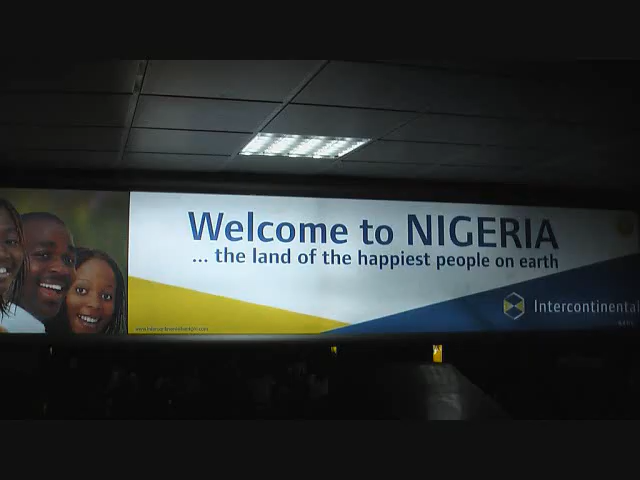 Welcome to NIGERIA
... the land of the happiest people on earth
Intercontinental